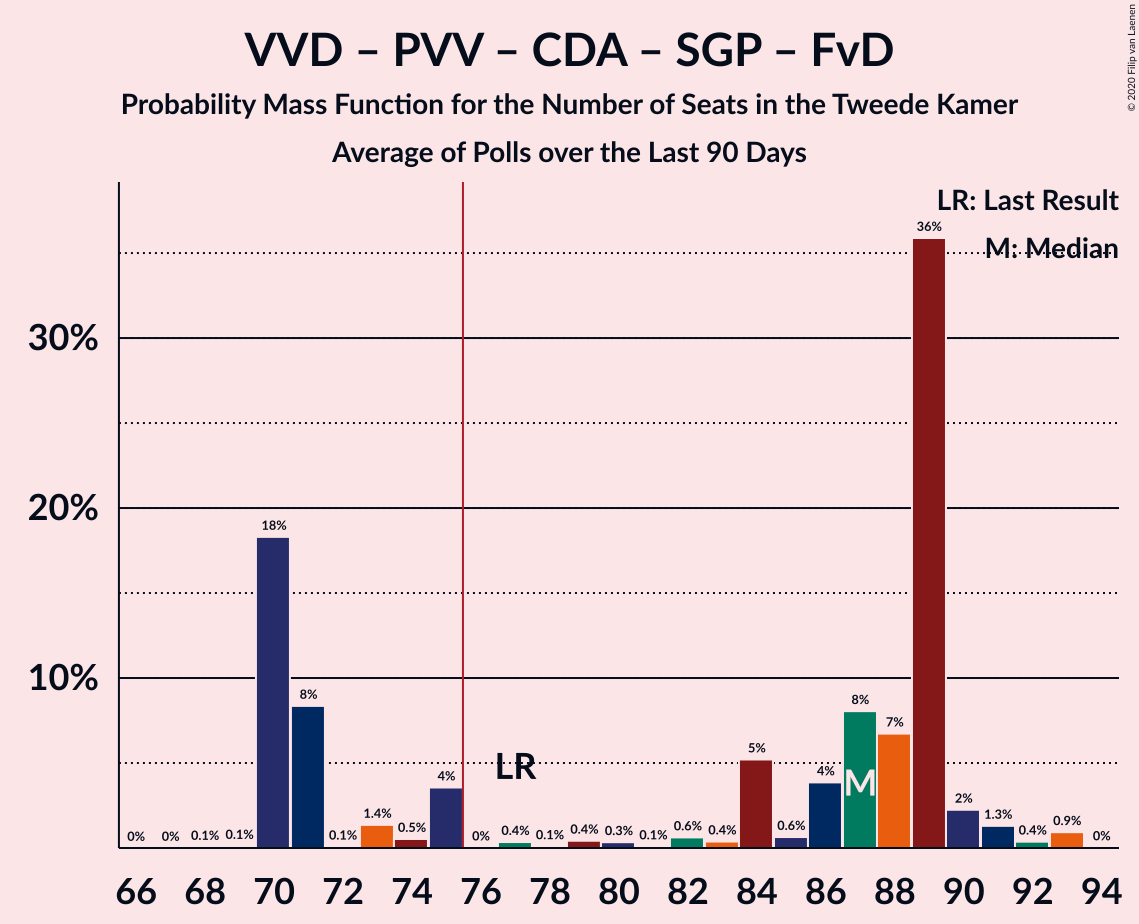 VVD – PVV – CDA – SGP – FvD
Probability Mass Function for the Number of Seats in the Tweede Kamer
Average of Polls over the Last 90 Days
© 2020 Filip van Laenen
LR: Last Result
M: Median
30%
20%
10%
0% 0% 0.1% 0.1% 18% 8% 0.1% 1.4% 0.5% 4% 0% 0.4% 0.1% 0.4% 0.3% 0.1% 0.6% 0.4% 5% 0.6% 4% 8% 7% 36% 2% 1.3% 0.4% 0.9% 0%
LR
M
66 68 70 72 74 76 78 80 82 84 86 88 90 92 94